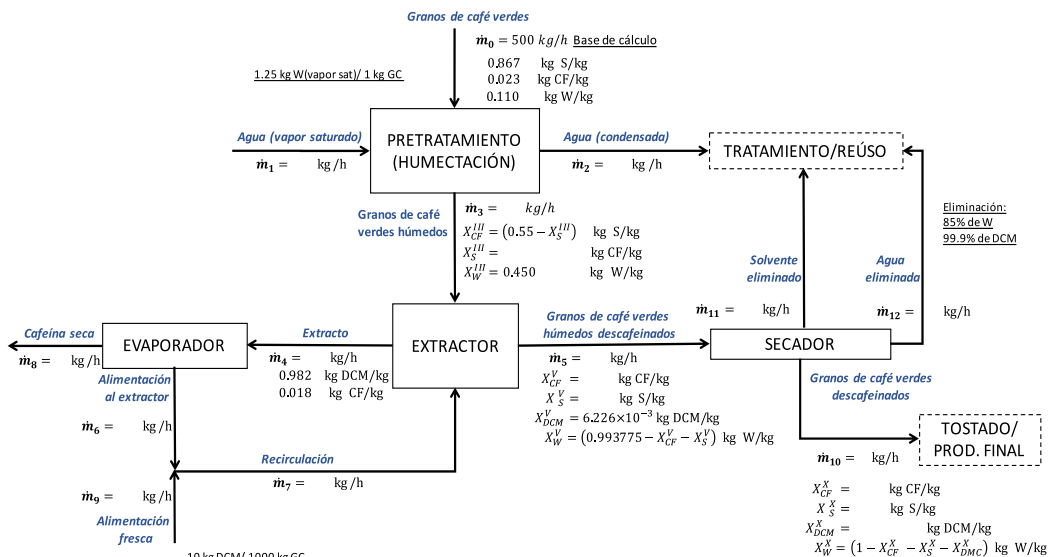 Granos de café verdes
ṁ₀ = 500 kg/h Base de cálculo
0.867 kg S/kg
0.023 kg CF/kg
0.110 kg W/kg
1.25 kg W(vapor sat)/ 1 kg GC
Agua (vapor saturado)
ṁ₁ = kg/h
PRETRATAMIENTO
(HUMECTACIÓN)
Agua (condensada)
ṁ₂ = kg/h
TRATAMIENTO/REÚSO
Granos de café
verdes húmedos
ṁ₃ = kg/h
X_CF^III = (0.55 − X_S^III) kg S/kg
X_S^III = kg CF/kg
X_W^III = 0.450 kg W/kg
Eliminación:
85% de W
99.9% de DCM
Solvente
eliminado
Agua
eliminada
ṁ₁₁ = kg/h
ṁ₁₂ = kg/h
Cafeína seca
ṁ₈ = kg/h
EVAPORADOR
Extracto
ṁ₄ = kg/h
0.982 kg DCM/kg
0.018 kg CF/kg
EXTRACTOR
Granos de café verdes
húmedos descafeinados
ṁ₅ = kg/h
X_CF^V = kg CF/kg
X_S^V = kg S/kg
X_DCM^V = 6.226×10⁻³ kg DCM/kg
X_W^V = (0.993775 − X_CF^V − X_S^V) kg W/kg
SECADOR
Granos de café verdes
descafeinados
Alimentación
al extractor
ṁ₆ = kg/h
Recirculación
ṁ₇ = kg/h
ṁ₉ = kg/h
Alimentación
fresca
10 kg DCM/ 1000 kg GC
TOSTADO/
PROD. FINAL
ṁ₁₀ = kg/h
X_CF^X = kg CF/kg
X_S^X = kg S/kg
X_DCM^X = kg DCM/kg
X_W^X = (1 − X_CF^X − X_S^X − X_DMC^X) kg W/kg